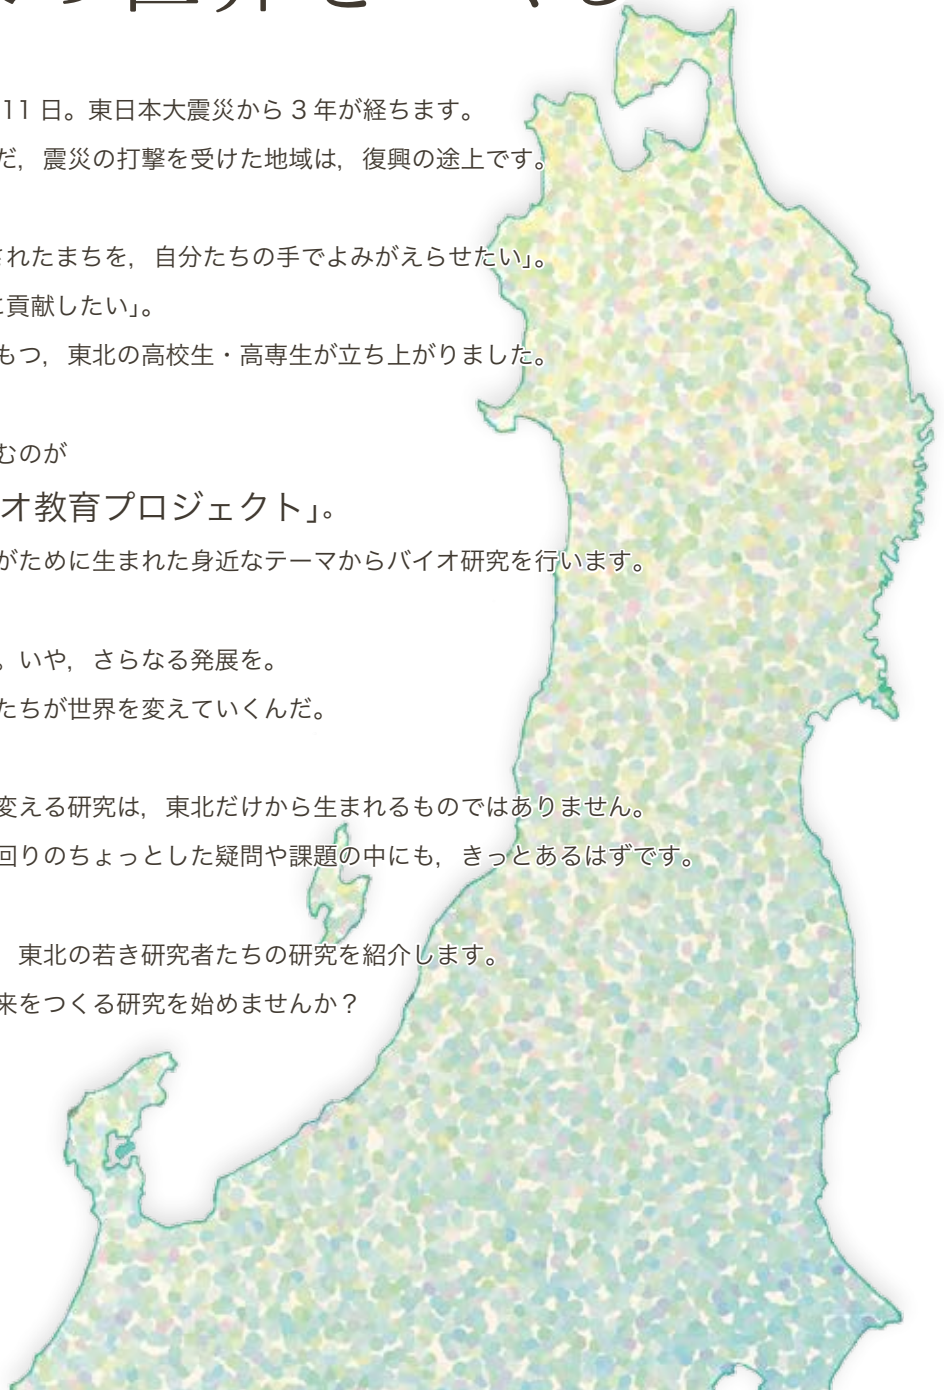 11 日。東日本大震災から 3 年が経ちます。
だ，震災の打撃を受けた地域は，復興の途上です。
されたまちを，自分たちの手でよみがえらせたい」。
に貢献したい」。
もつ，東北の高校生・高専生が立ち上がりました。
むのが
オ教育プロジェクト」。
がために生まれた身近なテーマからバイオ研究を行います。
。いや，さらなる発展を。
たちが世界を変えていくんだ。
変える研究は，東北だけから生まれるものではありません。
回りのちょっとした疑問や課題の中にも，きっとあるはずです。
東北の若き研究者たちの研究を紹介します。
来をつくる研究を始めませんか？